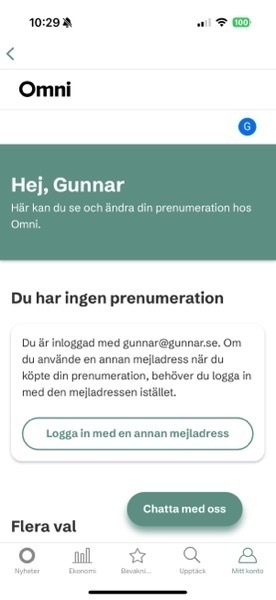 10:29
100
Omni
G
Hej, Gunnar
Här kan du se och ändra din prenumeration hos
Omni.
Du har ingen prenumeration
Du är inloggad med gunnar@gunnar.se. Om
du använde en annan mejladress när du
köpte din prenumeration, behöver du logga in
med den mejladressen istället.
Logga in med en annan mejladress
Chatta med oss
Flera val
Nyheter
Ekonomi
Bevakni...
Upptäck
Mitt konto